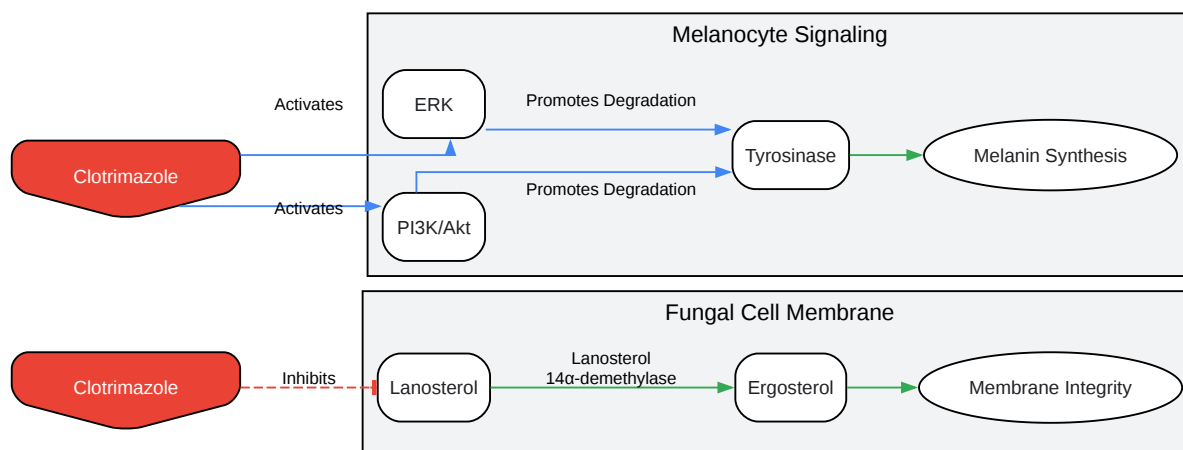 Melanocyte Signaling
Activates
ERK
Promotes Degradation
Clotrimazole
Tyrosinase
Melanin Synthesis
Activates
PI3K/Akt
Promotes Degradation
Fungal Cell Membrane
Clotrimazole
Inhibits
Lanosterol
Lanosterol
14α-demethylase
Ergosterol
Membrane Integrity